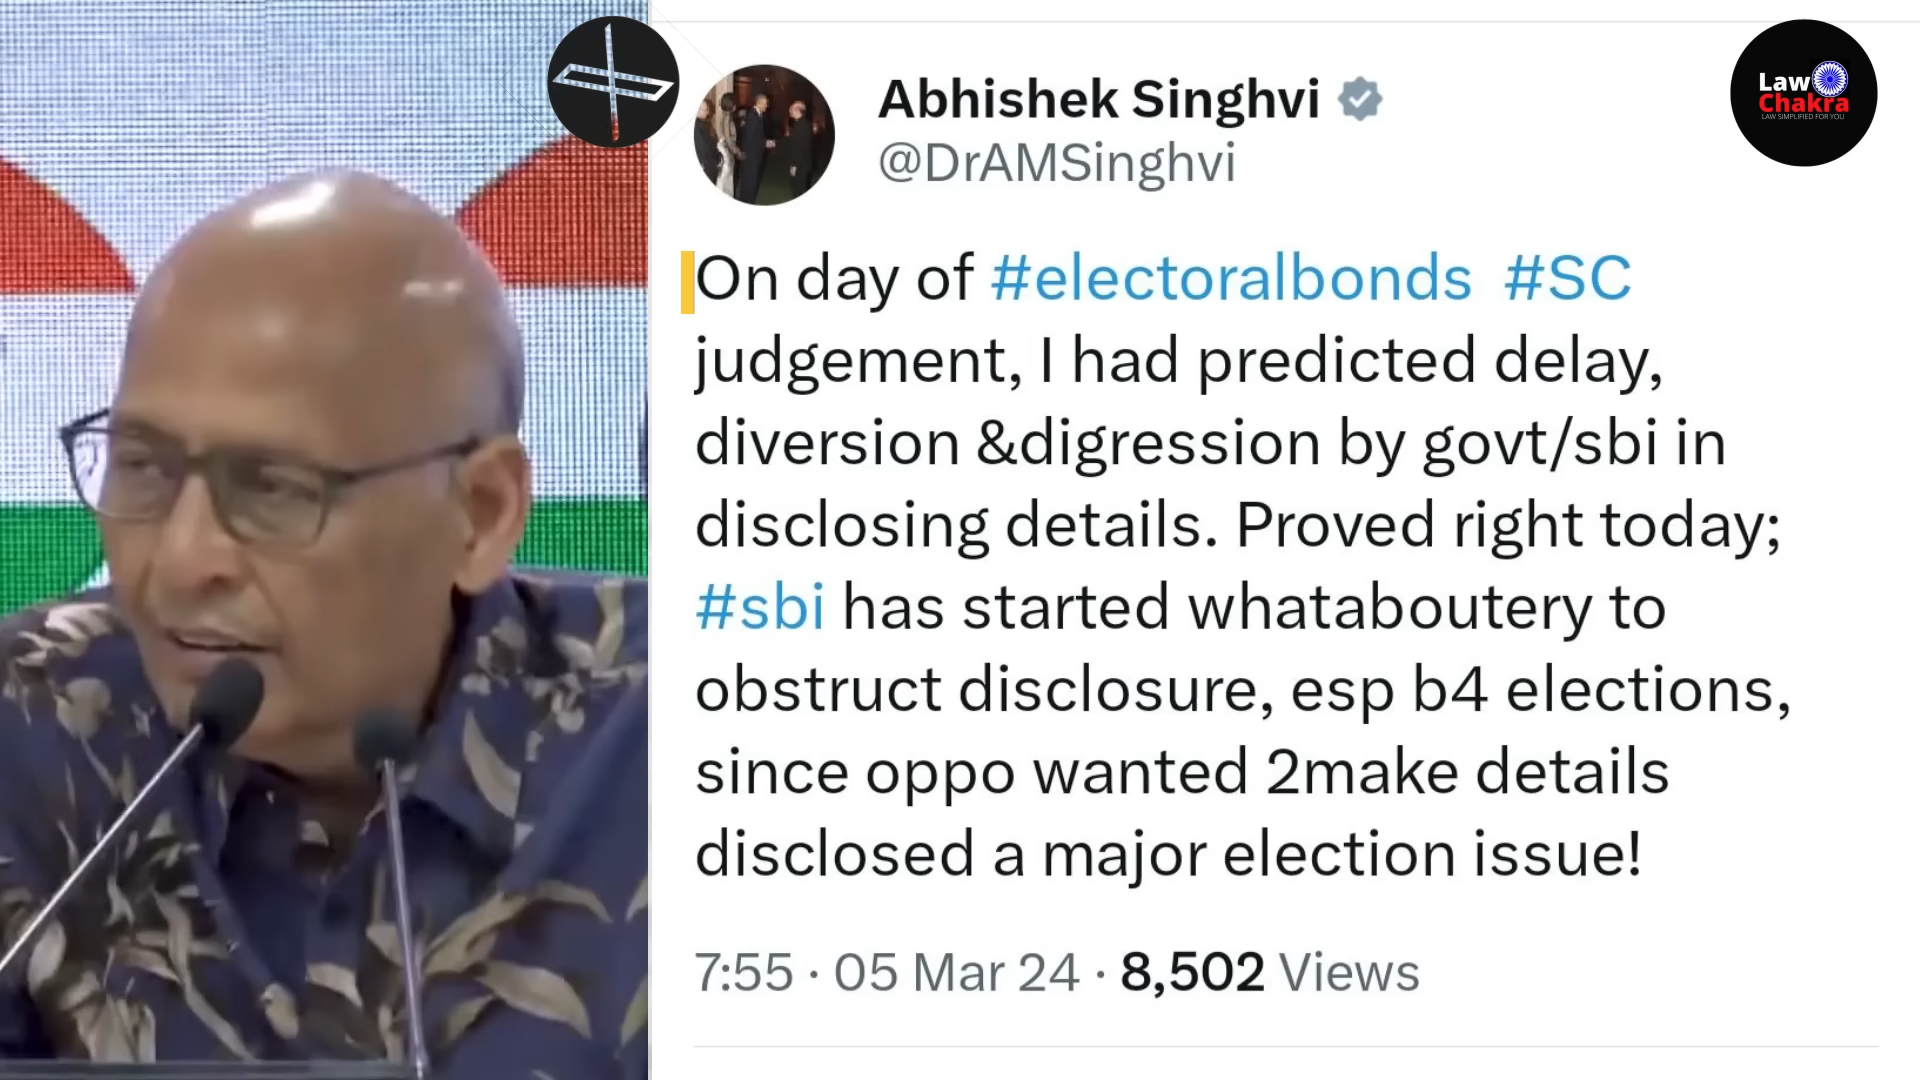 Abhishek Singhvi
@DrAMSinghvi
Law
Chakra
LAW SIMPLIFIED FOR YOU
On day of #electoralbonds #SC
judgement, I had predicted delay,
diversion &digression by govt/sbi in
disclosing details. Proved right today;
#sbi has started whataboutery to
obstruct disclosure, esp b4 elections,
since oppo wanted 2make details
disclosed a major election issue!
7:55 · 05 Mar 24 · 8,502 Views